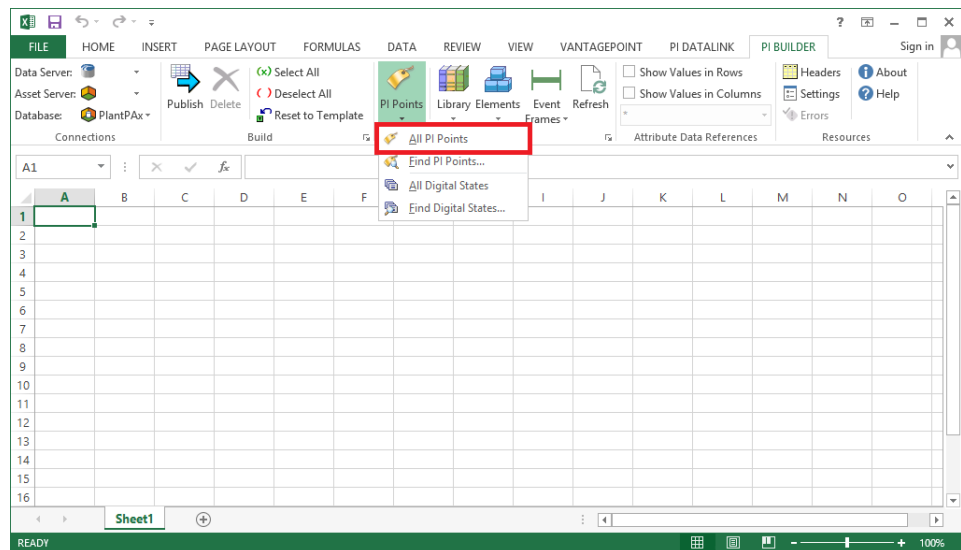 ? 
FILE HOME INSERT PAGE LAYOUT FORMULAS DATA REVIEW VIEW VANTAGEPOINT PI DATALINK PI BUILDER Sign in
Data Server:
Asset Server:
Database: PlantPAx
Connections
Publish Delete
(x) Select All
( ) Deselect All
Reset to Template
Build
PI Points Library Elements Event Frames Refresh
Show Values in Rows
Show Values in Columns
*
Attribute Data References
Headers
Settings
Errors
About
Help
Resources
All PI Points
Find PI Points...
All Digital States
Find Digital States...
A1 fx
A B C D E F I J K L M N O
1
2
3
4
5
6
7
8
9
10
11
12
13
14
15
16
Sheet1
READY 100%